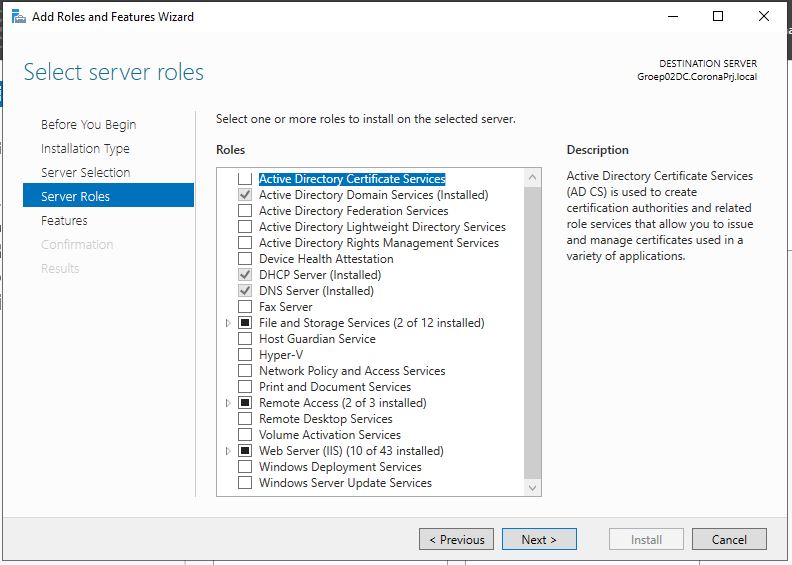 Add Roles and Features Wizard
Select server roles
DESTINATION SERVER
Groep02DC.CoronaPrj.local
Before You Begin
Installation Type
Server Selection
Server Roles
Features
Confirmation
Results
Select one or more roles to install on the selected server.
Roles
Active Directory Certificate Services
Active Directory Domain Services (Installed)
Active Directory Federation Services
Active Directory Lightweight Directory Services
Active Directory Rights Management Services
Device Health Attestation
DHCP Server (Installed)
DNS Server (Installed)
Fax Server
File and Storage Services (2 of 12 installed)
Host Guardian Service
Hyper-V
Network Policy and Access Services
Print and Document Services
Remote Access (2 of 3 installed)
Remote Desktop Services
Volume Activation Services
Web Server (IIS) (10 of 43 installed)
Windows Deployment Services
Windows Server Update Services
Description
Active Directory Certificate Services
(AD CS) is used to create
certification authorities and related
role services that allow you to issue
and manage certificates used in a
variety of applications.
< Previous
Next >
Install
Cancel